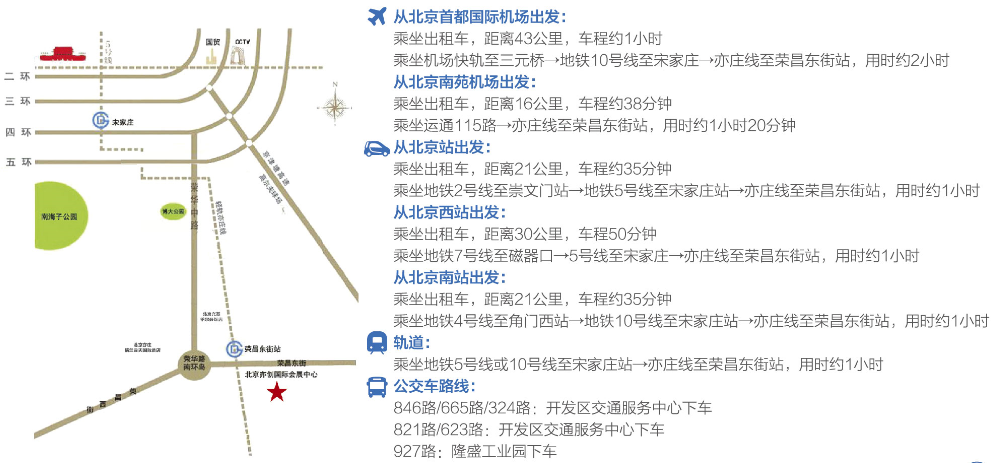 国贸
CCTV
二环
三环
四环
五环
宋家庄
N
京津塘高速
南海子公园
博大公园
荣华中路
轻轨亦庄线
荣昌东街站
荣华路
南环岛
荣昌东街
北京亦创国际会展中心
荣昌西街
从北京首都国际机场出发：
乘坐出租车，距离43公里，车程约1小时
乘坐机场快轨至三元桥→地铁10号线至宋家庄→亦庄线至荣昌东街站，用时约2小时
从北京南苑机场出发：
乘坐出租车，距离16公里，车程约38分钟
乘坐运通115路→亦庄线至荣昌东街站，用时约1小时20分钟
从北京站出发：
乘坐出租车，距离21公里，车程约35分钟
乘坐地铁2号线至崇文门站→地铁5号线至宋家庄站→亦庄线至荣昌东街站，用时约1小时
从北京西站出发：
乘坐出租车，距离30公里，车程50分钟
乘坐地铁7号线至磁器口→5号线至宋家庄→亦庄线至荣昌东街站，用时约1小时
从北京南站出发：
乘坐出租车，距离21公里，车程约35分钟
乘坐地铁4号线至角门西站→地铁10号线至宋家庄站→亦庄线至荣昌东街站，用时约1小时
轨道：
乘坐地铁5号线或10号线至宋家庄站→亦庄线至荣昌东街站，用时约1小时
公交车路线：
846路/665路/324路：开发区交通服务中心下车
821路/623路：开发区交通服务中心下车
927路：隆盛工业园下车